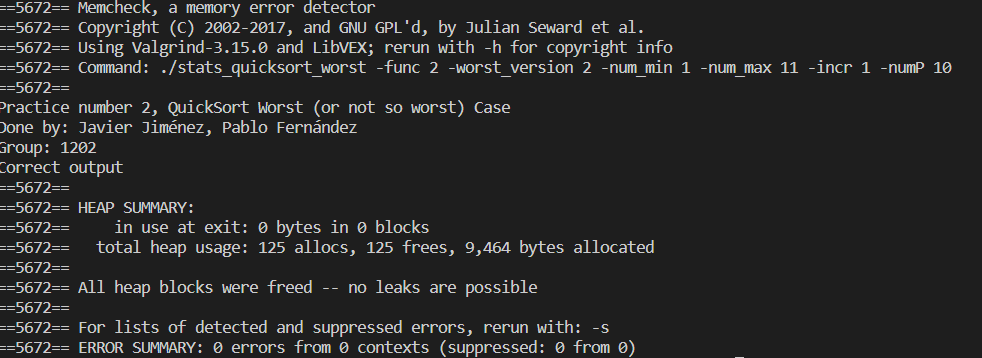 ==5672== Memcheck, a memory error detector
==5672== Copyright (C) 2002-2017, and GNU GPL'd, by Julian Seward et al.
==5672== Using Valgrind-3.15.0 and LibVEX; rerun with -h for copyright info
==5672== Command: ./stats_quicksort_worst -func 2 -worst_version 2 -num_min 1 -num_max 11 -incr 1 -numP 10
==5672==
Practice number 2, QuickSort Worst (or not so worst) Case
Done by: Javier Jiménez, Pablo Fernández
Group: 1202
Correct output
==5672==
==5672== HEAP SUMMARY:
==5672==     in use at exit: 0 bytes in 0 blocks
==5672==   total heap usage: 125 allocs, 125 frees, 9,464 bytes allocated
==5672==
==5672== All heap blocks were freed -- no leaks are possible
==5672==
==5672== For lists of detected and suppressed errors, rerun with: -s
==5672== ERROR SUMMARY: 0 errors from 0 contexts (suppressed: 0 from 0)